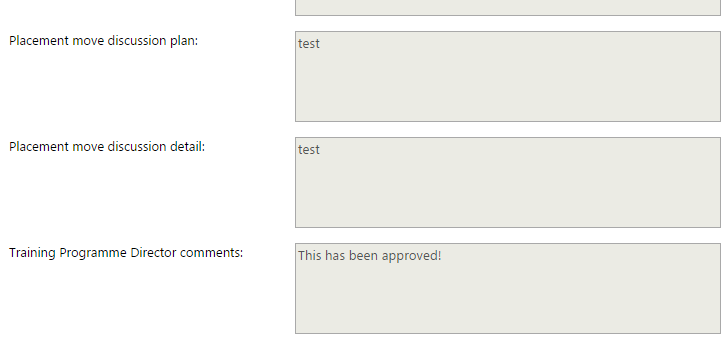 Placement move discussion plan:
test
Placement move discussion detail:
test
Training Programme Director comments:
This has been approved!